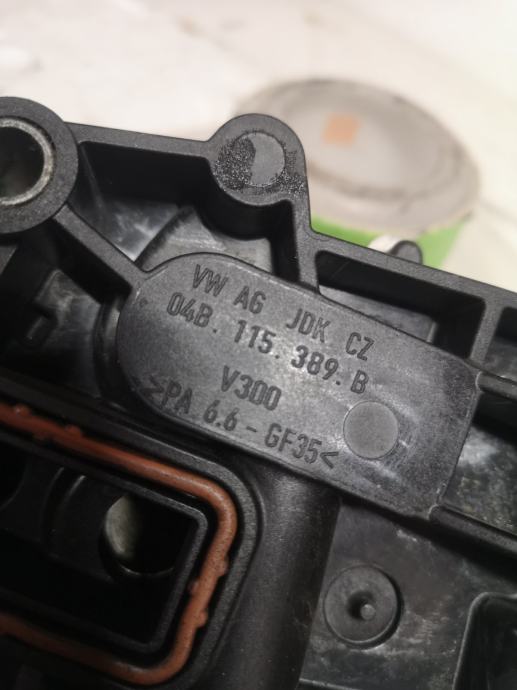 VW AG JDK CZ
04B. 115. 389. B
V300
>PA 6.6 - GF35<